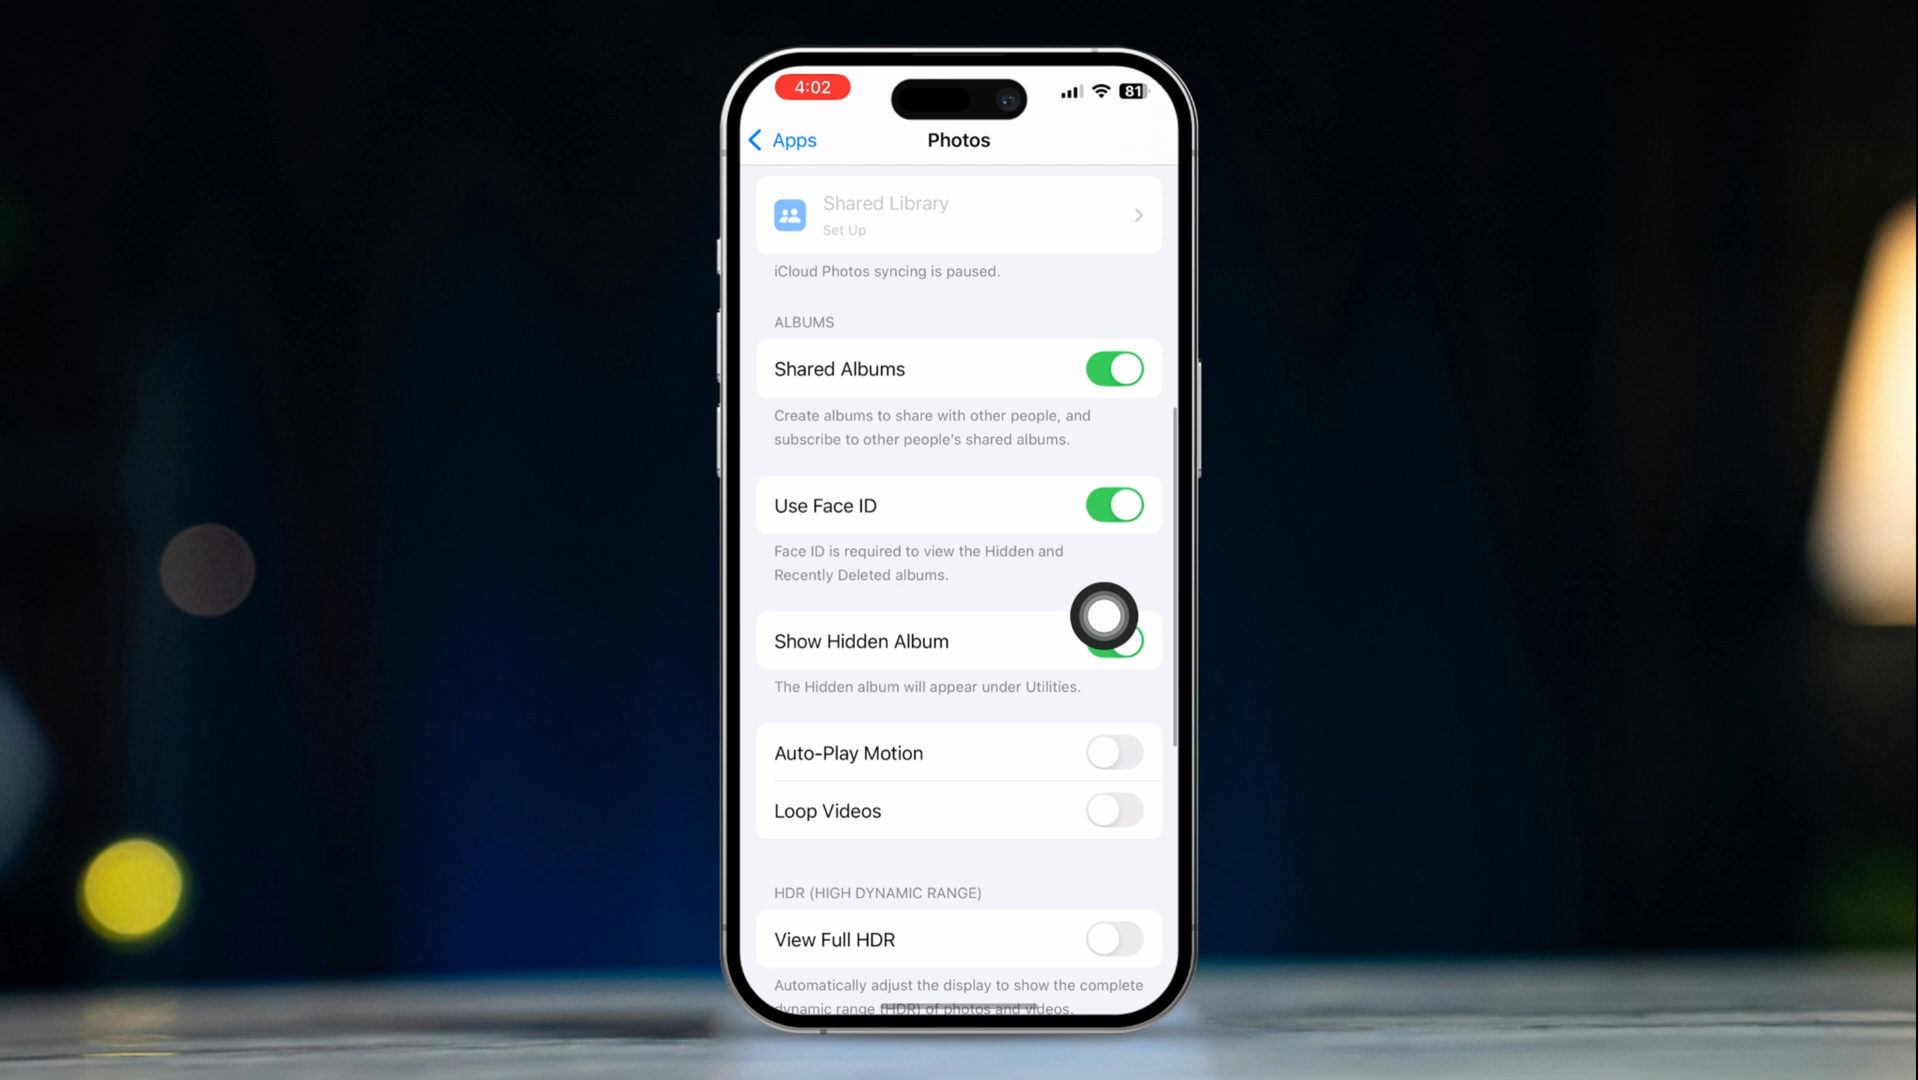 4:02
81
Apps
Photos
Shared Library
Set Up
iCloud Photos syncing is paused.
ALBUMS
Shared Albums
Create albums to share with other people, and
subscribe to other people's shared albums.
Use Face ID
Face ID is required to view the Hidden and
Recently Deleted albums.
Show Hidden Album
The Hidden album will appear under Utilities.
Auto-Play Motion
Loop Videos
HDR (HIGH DYNAMIC RANGE)
View Full HDR
Automatically adjust the display to show the complete
dynamic range (HDR) of photos and videos.